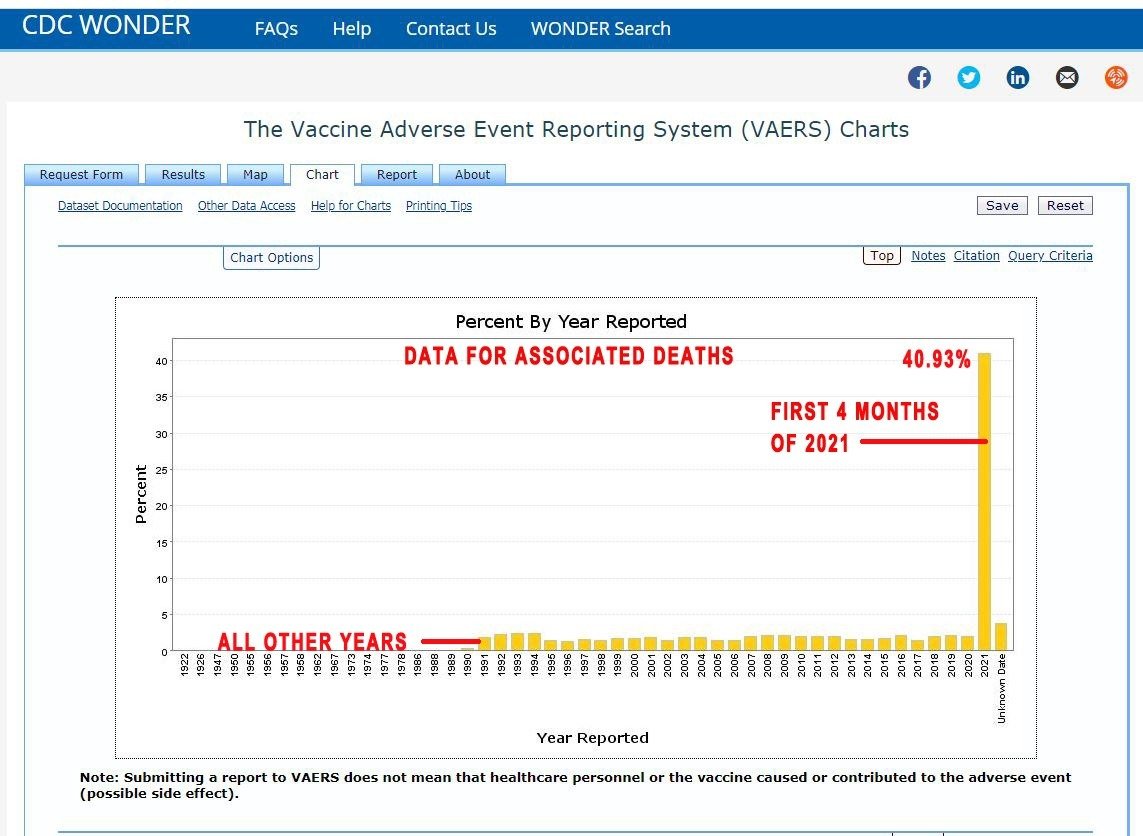 CDC WONDER FAQs Help Contact Us WONDER Search
The Vaccine Adverse Event Reporting System (VAERS) Charts
Request Form Results Map Chart Report About
Dataset Documentation Other Data Access Help for Charts Printing Tips Save Reset
Chart Options Top Notes Citation Query Criteria
Percent By Year Reported
DATA FOR ASSOCIATED DEATHS
40.93%
FIRST 4 MONTHS
OF 2021
ALL OTHER YEARS
Percent
40
35
30
25
20
15
10
5
0
1922 1926 1947 1950 1955 1956 1957 1958 1962 1967 1973 1974 1977 1978 1986 1988 1989 1990 1991 1992 1993 1994 1995 1996 1997 1998 1999 2000 2001 2002 2003 2004 2005 2006 2007 2008 2009 2010 2011 2012 2013 2014 2015 2016 2017 2018 2019 2020 2021 Unknown Date
Year Reported
Note: Submitting a report to VAERS does not mean that healthcare personnel or the vaccine caused or contributed to the adverse event
(possible side effect).